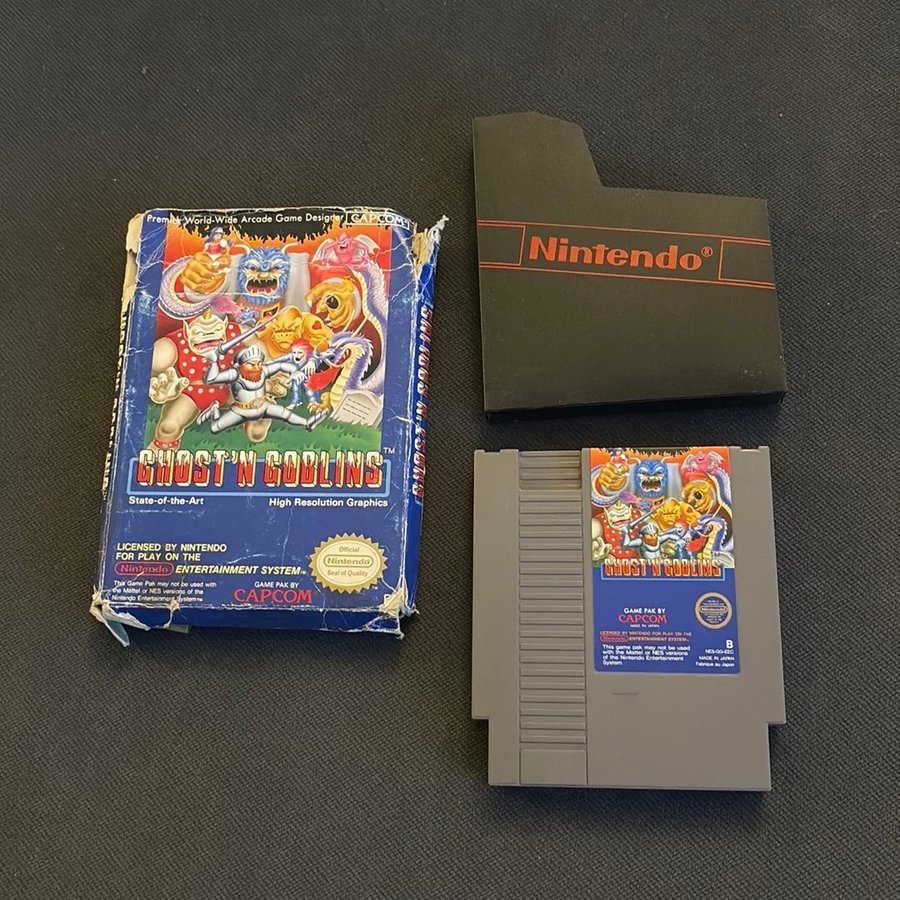 Premier World-Wide Arcade Game Designer CAPCOM
GHOST'N GOBLINS™
State-of-the-Art High Resolution Graphics
LICENSED BY NINTENDO
FOR PLAY ON THE
Nintendo ENTERTAINMENT SYSTEM™
This Game Pak may not be used with
the Mattel or NES versions of the
Nintendo Entertainment System™
GAME PAK BY
CAPCOM
Official
Nintendo
Seal of Quality
GHOST'N GOBLINS
Nintendo®
GHOST'N GOBLINS
GAME PAK BY
CAPCOM
MADE IN JAPAN
LICENSED BY NINTENDO FOR PLAY ON THE
Nintendo ENTERTAINMENT SYSTEM™
This game pak may not be used
with the Mattel or NES versions
of the Nintendo Entertainment
System
Nintendo
B
NES-GG-EEC
MADE IN JAPAN
Fabriqué au Japon